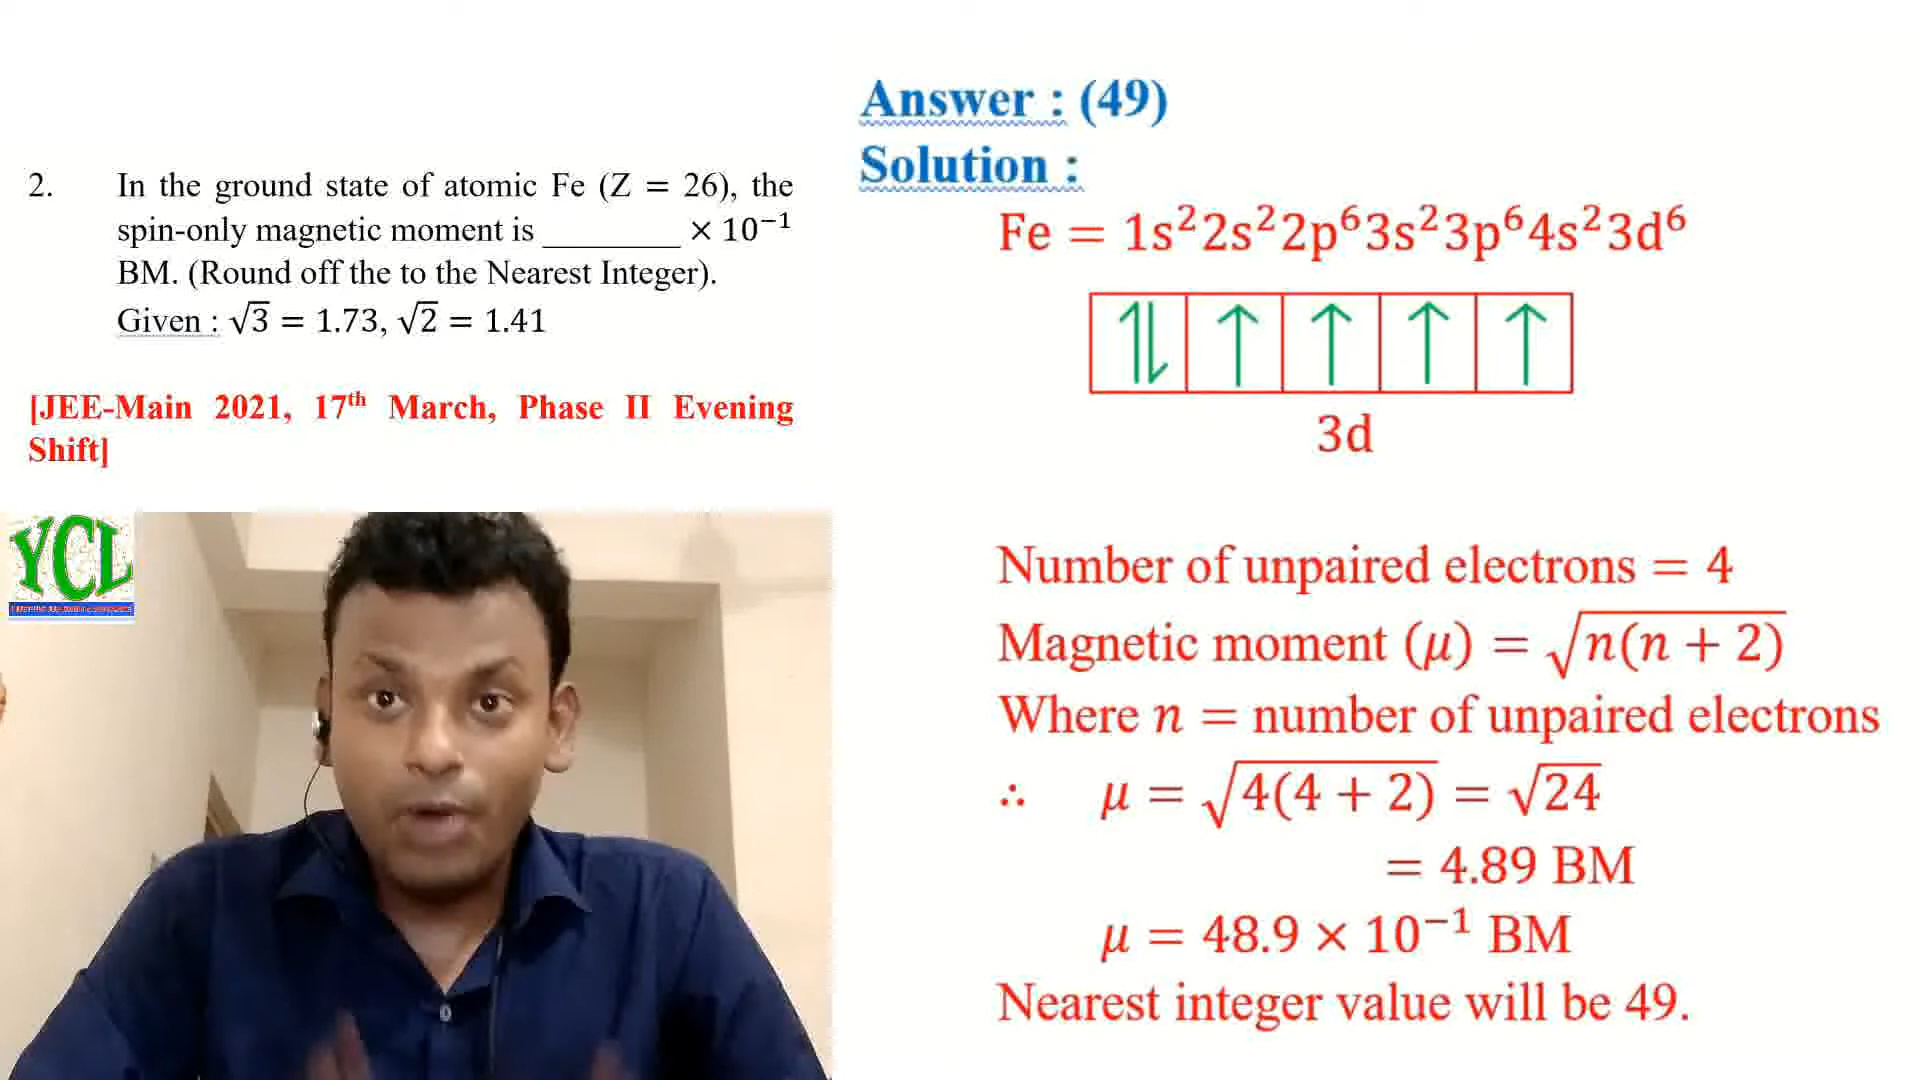 2. In the ground state of atomic Fe (Z = 26), the
spin-only magnetic moment is ________ × 10⁻¹
BM. (Round off the to the Nearest Integer).
Given : √3 = 1.73, √2 = 1.41
[JEE-Main 2021, 17ᵗʰ March, Phase II Evening
Shift]
YCL
Answer : (49)
Solution :
Fe = 1s²2s²2p⁶3s²3p⁶4s²3d⁶
3d
Number of unpaired electrons = 4
Magnetic moment (μ) = √n(n + 2)
Where n = number of unpaired electrons
∴ μ = √4(4 + 2) = √24
= 4.89 BM
μ = 48.9 × 10⁻¹ BM
Nearest integer value will be 49.